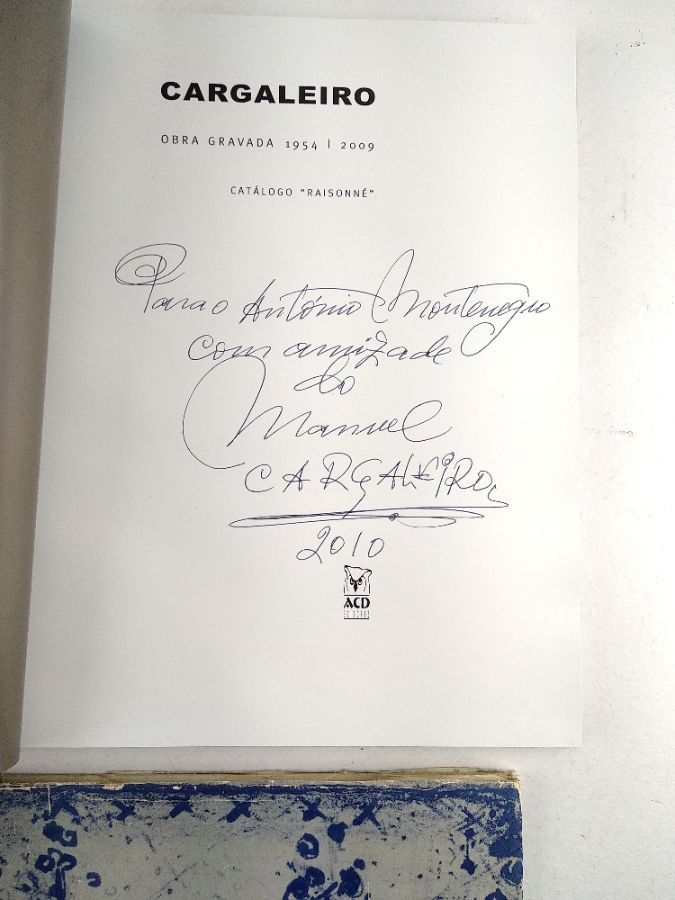 CARGALEIRO
OBRA GRAVADA 1954 | 2009
CATÁLOGO "RAISONNÉ"
Para o António Montenegro
com amizade
do
Manuel
CARGALEIRO
2010
ACD